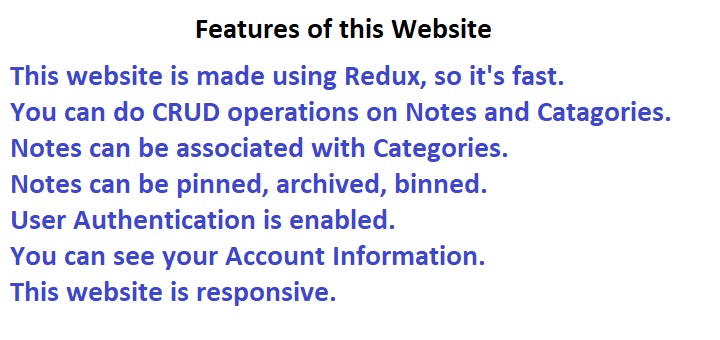 Features of this Website
This website is made using Redux, so it's fast.
You can do CRUD operations on Notes and Catagories.
Notes can be associated with Categories.
Notes can be pinned, archived, binned.
User Authentication is enabled.
You can see your Account Information.
This website is responsive.